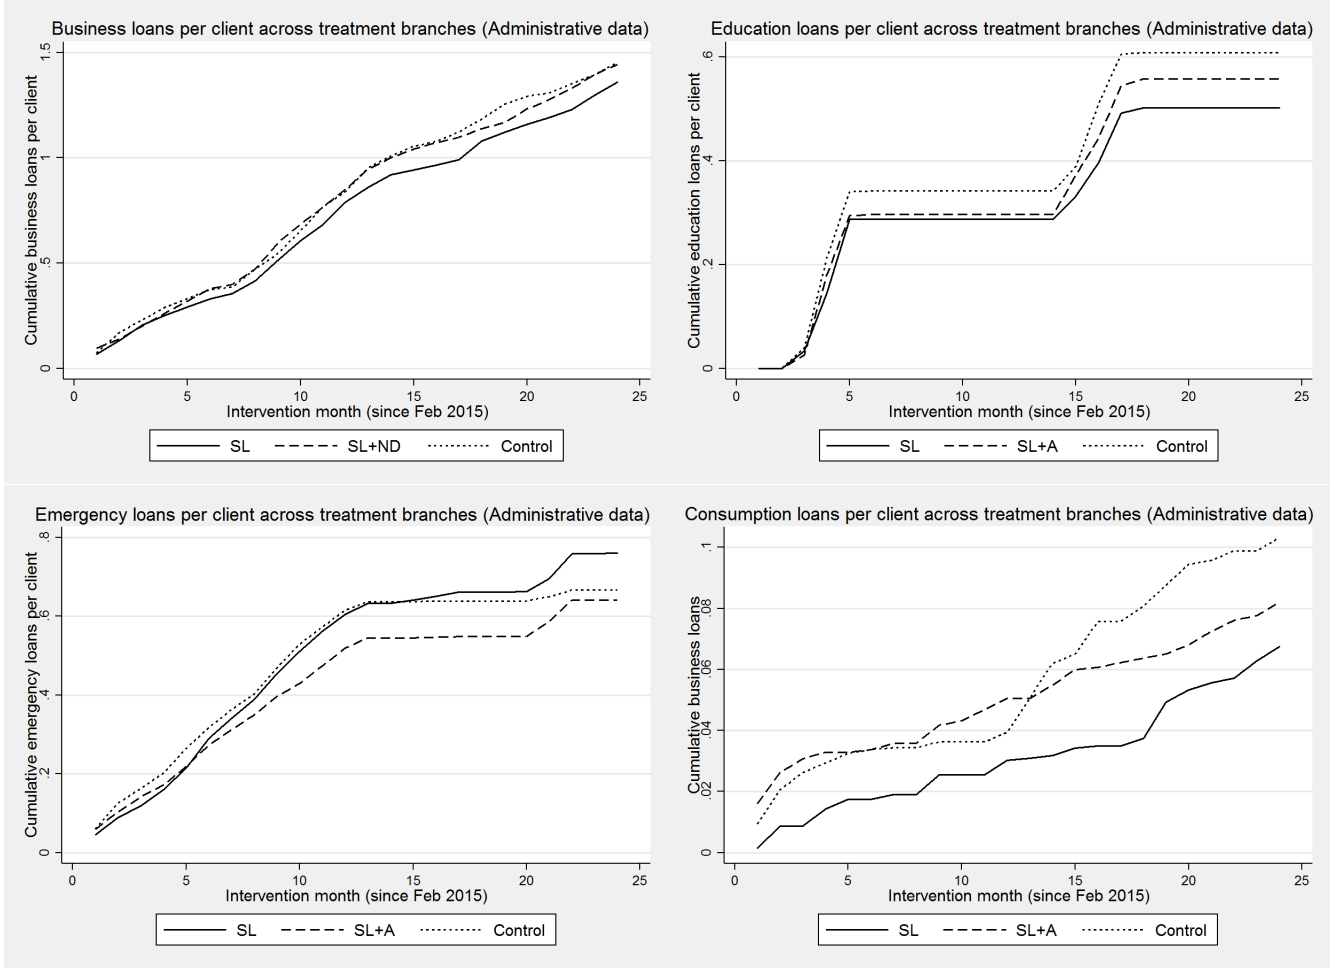 Business loans per client across treatment branches (Administrative data)
Cumulative business loans per client
0
.5
1
1.5
0
5
10
15
20
25
Intervention month (since Feb 2015)
SL
SL+ND
Control
Education loans per client across treatment branches (Administrative data)
Cumulative education loans per client
0
.2
.4
.6
0
5
10
15
20
25
Intervention month (since Feb 2015)
SL
SL+A
Control
Emergency loans per client across treatment branches (Administrative data)
Cumulative emergency loans per client
0
.2
.4
.6
.8
0
5
10
15
20
25
Intervention month (since Feb 2015)
SL
SL+A
Control
Consumption loans per client across treatment branches (Administrative data)
Cumulative business loans
0
.02
.04
.06
.08
.1
0
5
10
15
20
25
Intervention month (since Feb 2015)
SL
SL+A
Control